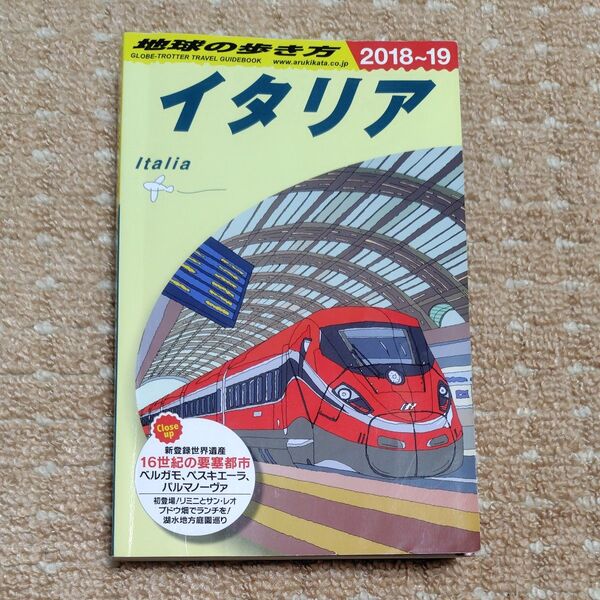 地球の歩き方
GLOBE-TROTTER TRAVEL GUIDEBOOK
www.arukikata.co.jp
2018~19
イタリア
Italia
Close up
新登録世界遺産
16世紀の要塞都市
ベルガモ、ペスキエーラ、
パルマノーヴァ
初登場!リミニとサン・レオ
ブドウ畑でランチを!
湖水地方庭園巡り